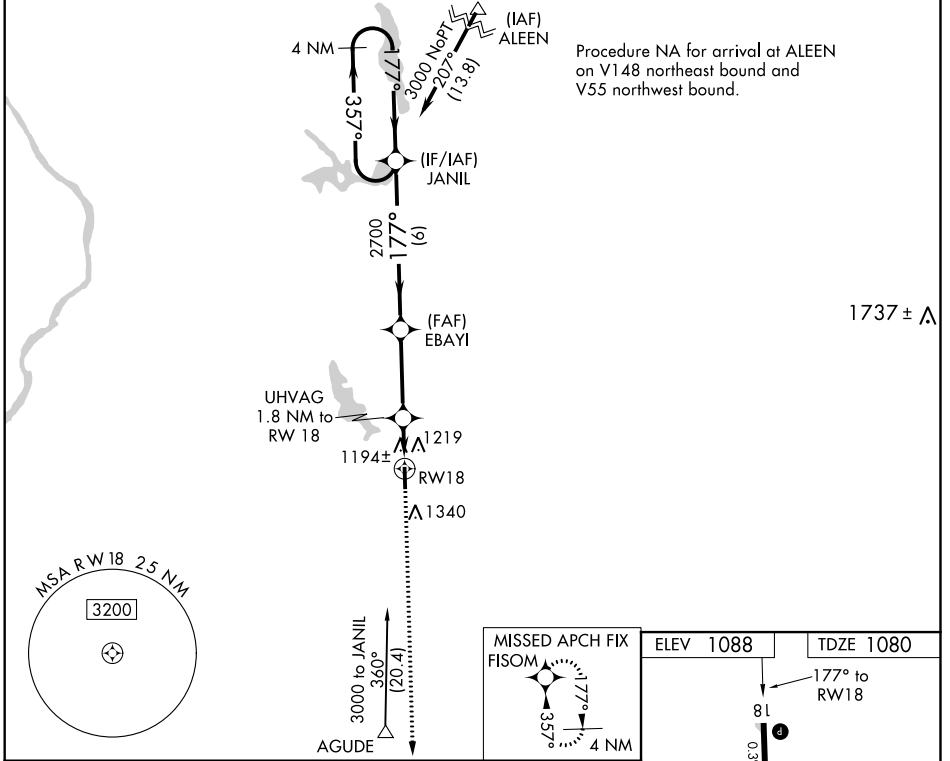 (IAF)
ALEEN
4 NM
177°
357°
3000 NoPT
207°
(13.8)
Procedure NA for arrival at ALEEN
on V148 northeast bound and
V55 northwest bound.
(IF/IAF)
JANIL
2700
177°
(6)
(FAF)
EBAYI
1737 ±
UHVAG
1.8 NM to
RW 18
1219
1194±
RW18
1340
MSA RW18 25 NM
3200
3000 to JANIL
360°
(20.4)
AGUDE
MISSED APCH FIX
FISOM
177°
357°
4 NM
ELEV 1088
TDZE 1080
177° to
RW18
18
P